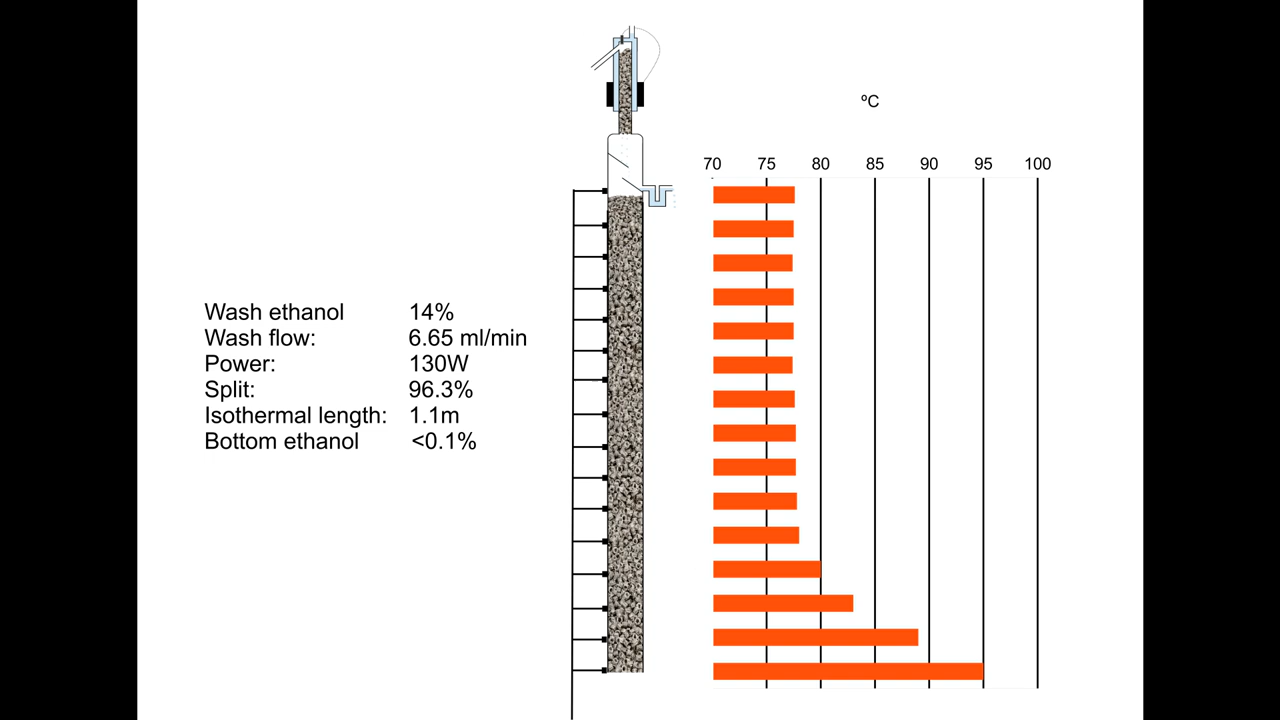 ºC
70 75 80 85 90 95 100
Wash ethanol 14%
Wash flow: 6.65 ml/min
Power: 130W
Split: 96.3%
Isothermal length: 1.1m
Bottom ethanol <0.1%